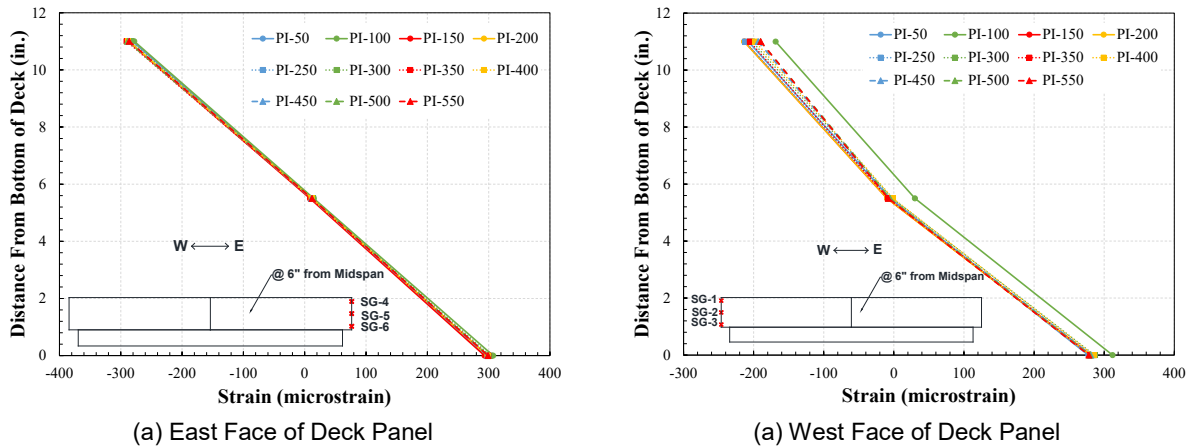 12
10
8
6
4
2
0
Distance From Bottom of Deck (in.)
PI-50 PI-100 PI-150 PI-200
PI-250 PI-300 PI-350 PI-400
PI-450 PI-500 PI-550
W E
@ 6" from Midspan
SG-4
SG-5
SG-6
-400 -300 -200 -100 0 100 200 300 400
Strain (microstrain)
(a) East Face of Deck Panel
12
10
8
6
4
2
0
Distance From Bottom of Deck (in.)
PI-50 PI-100 PI-150 PI-200
PI-250 PI-300 PI-350 PI-400
PI-450 PI-500 PI-550
W E
@ 6" from Midspan
SG-1
SG-2
SG-3
-300 -200 -100 0 100 200 300 400
Strain (microstrain)
(a) West Face of Deck Panel